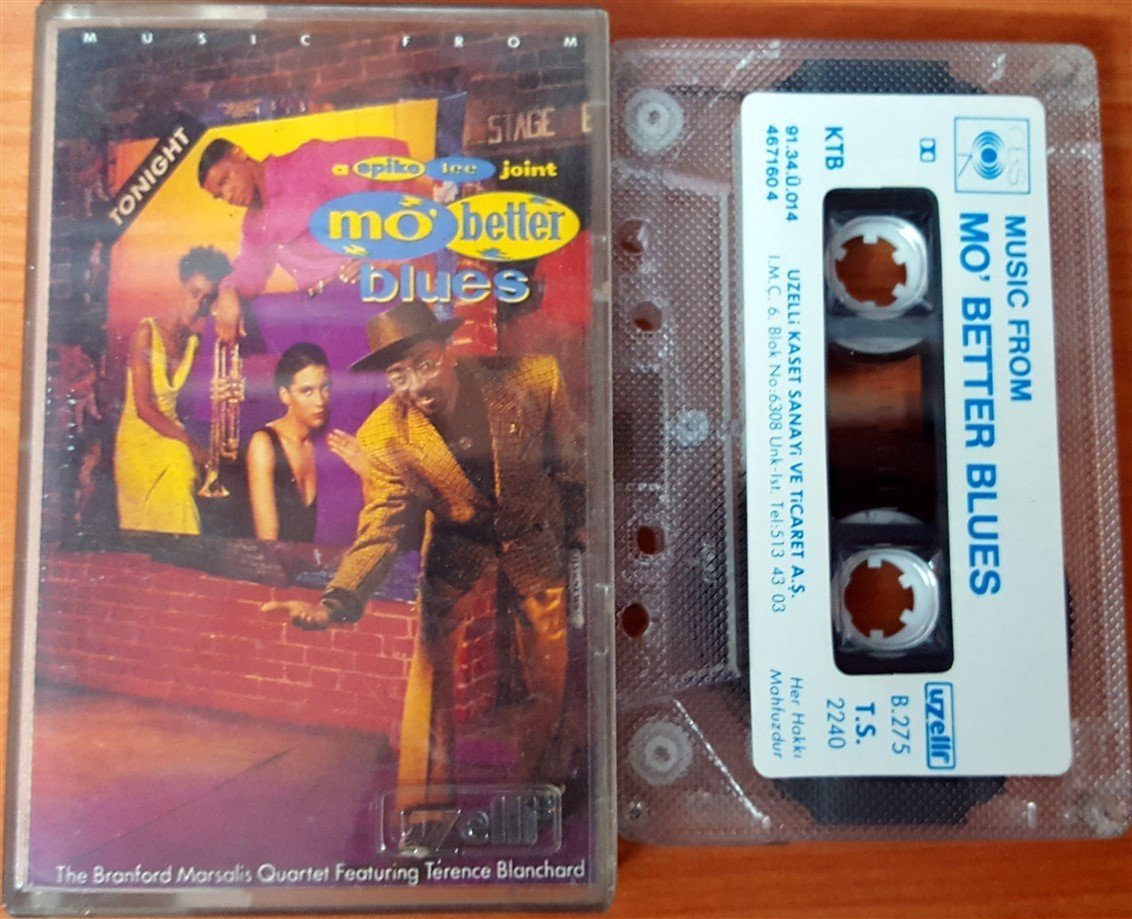 MUSIC FROM
TONIGHT
STAGE E
a spike lee joint
mo' better
blues
uzelli
The Branford Marsalis Quartet Featuring Terence Blanchard
CBS
MUSIC FROM
MO' BETTER BLUES
KTB
91.34.Ü.014
467160 4
UZELLİ KASET SANAYİ VE TİCARET A.Ş.
İ.M.Ç. 6. Blok No:6308 Unk-İst. Tel:513 43 03
uzelli
B.275
T.S.
2240
Her Hakkı
Mahfuzdur